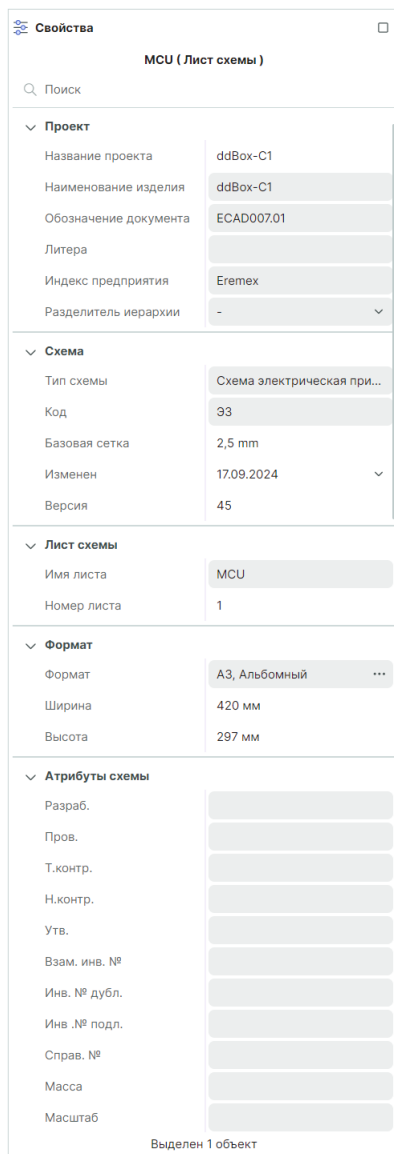 Свойства
MCU ( Лист схемы )
Поиск
Проект
Название проекта ddBox-C1
Наименование изделия ddBox-C1
Обозначение документа ECAD007.01
Литера
Индекс предприятия Eremex
Разделитель иерархии -
Схема
Тип схемы Схема электрическая при...
Код Э3
Базовая сетка 2,5 mm
Изменен 17.09.2024
Версия 45
Лист схемы
Имя листа MCU
Номер листа 1
Формат
Формат A3, Альбомный ...
Ширина 420 мм
Высота 297 мм
Атрибуты схемы
Разраб.
Пров.
Т.контр.
Н.контр.
Утв.
Взам. инв. №
Инв. № дубл.
Инв .№ подл.
Справ. №
Масса
Масштаб
Выделен 1 объект